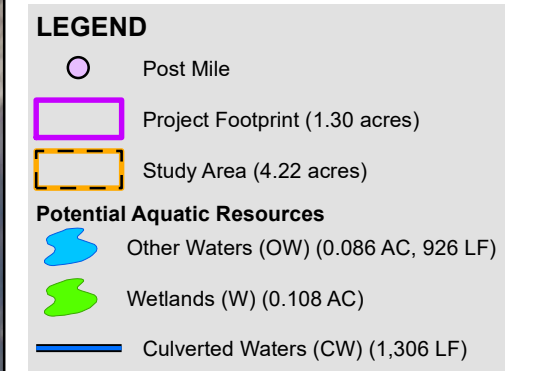 LEGEND
Post Mile
Project Footprint (1.30 acres)
Study Area (4.22 acres)
Potential Aquatic Resources
Other Waters (OW) (0.086 AC, 926 LF)
Wetlands (W) (0.108 AC)
Culverted Waters (CW) (1,306 LF)